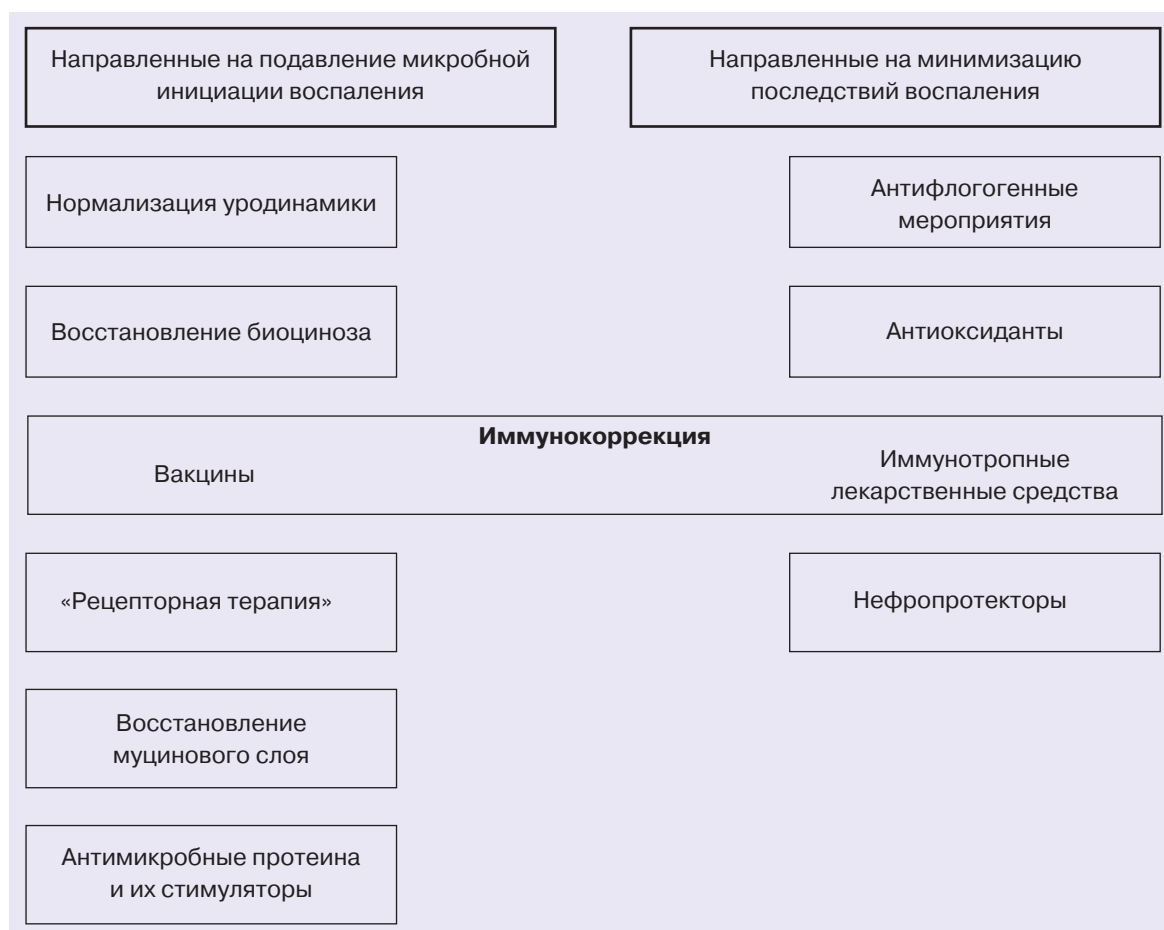 Направленные на подавление микробной
инициации воспаления
Направленные на минимизацию
последствий воспаления
Нормализация уродинамики
Антифлогогенные
мероприятия
Восстановление биоциноза
Антиоксиданты
Иммунокоррекция
Вакцины
Иммунотропные
лекарственные средства
«Рецепторная терапия»
Нефропротекторы
Восстановление
муцинового слоя
Антимикробные протеина
и их стимуляторы